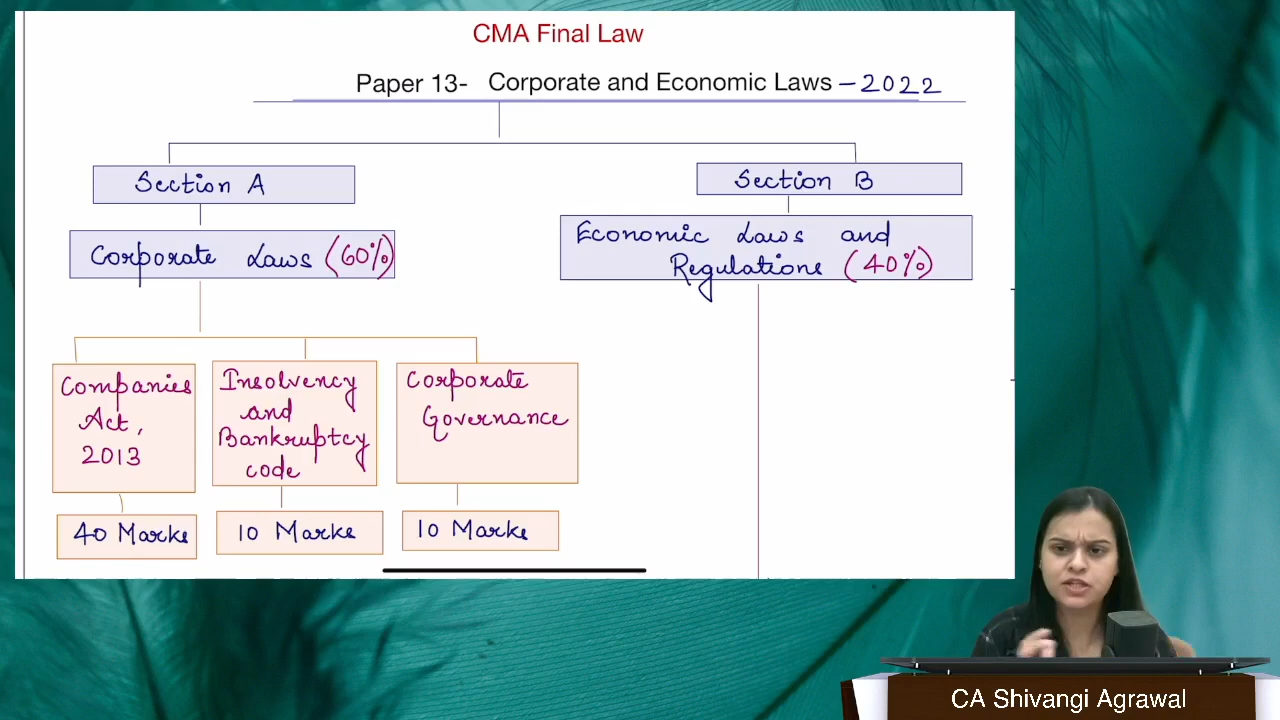 CMA Final Law
Paper 13- Corporate and Economic Laws - 2022
Section A
Corporate Laws (60%)
Companies
Act,
2013
40 Marks
Insolvency
and
Bankruptcy
code
10 Marks
Corporate
Governance
10 Marks
Section B
Economic Laws and
Regulations (40%)
CA Shivangi Agrawal